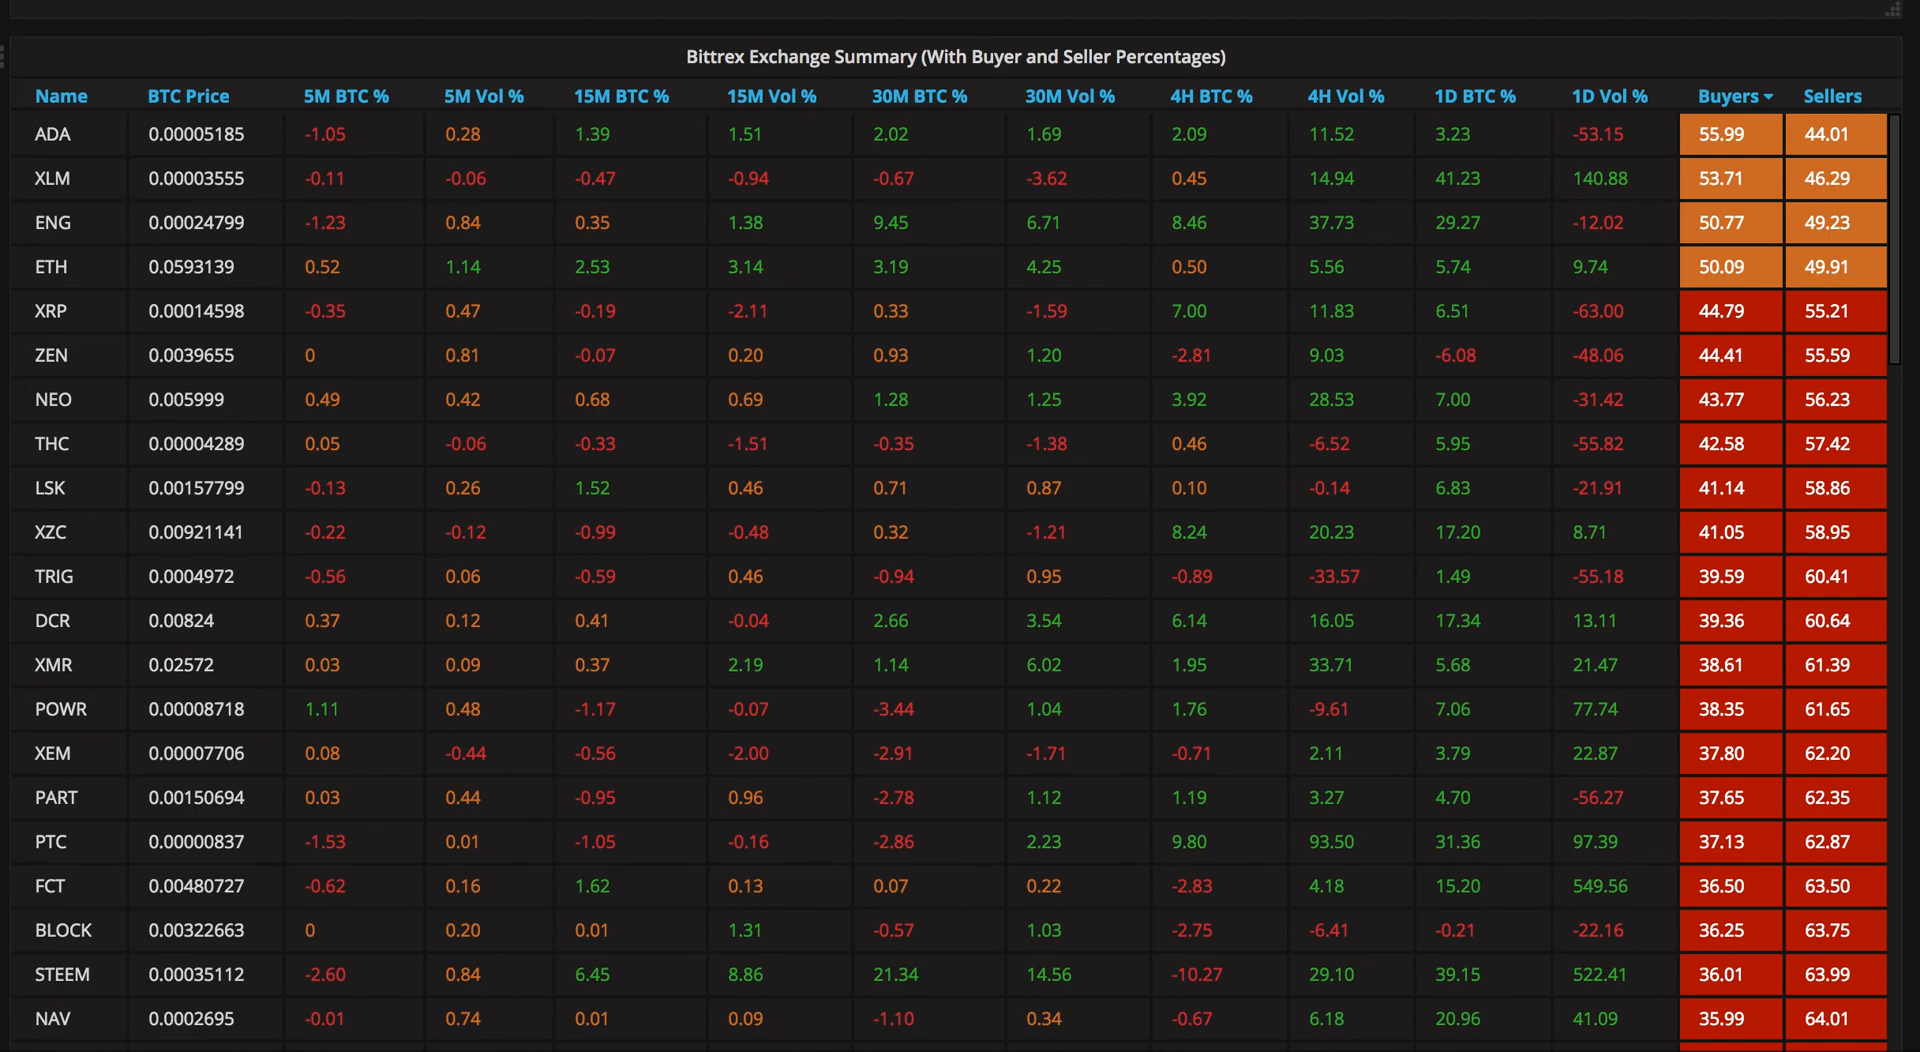 Bittrex Exchange Summary (With Buyer and Seller Percentages)
Name BTC Price 5M BTC % 5M Vol % 15M BTC % 15M Vol % 30M BTC % 30M Vol % 4H BTC % 4H Vol % 1D BTC % 1D Vol % Buyers Sellers
ADA 0.00005185 -1.05 0.28 1.39 1.51 2.02 1.69 2.09 11.52 3.23 -53.15 55.99 44.01
XLM 0.00003555 -0.11 -0.06 -0.47 -0.94 -0.67 -3.62 0.45 14.94 41.23 140.88 53.71 46.29
ENG 0.00024799 -1.23 0.84 0.35 1.38 9.45 6.71 8.46 37.73 29.27 -12.02 50.77 49.23
ETH 0.0593139 0.52 1.14 2.53 3.14 3.19 4.25 0.50 5.56 5.74 9.74 50.09 49.91
XRP 0.00014598 -0.35 0.47 -0.19 -2.11 0.33 -1.59 7.00 11.83 6.51 -63.00 44.79 55.21
ZEN 0.0039655 0 0.81 -0.07 0.20 0.93 1.20 -2.81 9.03 -6.08 -48.06 44.41 55.59
NEO 0.005999 0.49 0.42 0.68 0.69 1.28 1.25 3.92 28.53 7.00 -31.42 43.77 56.23
THC 0.00004289 0.05 -0.06 -0.33 -1.51 -0.35 -1.38 0.46 -6.52 5.95 -55.82 42.58 57.42
LSK 0.00157799 -0.13 0.26 1.52 0.46 0.71 0.87 0.10 -0.14 6.83 -21.91 41.14 58.86
XZC 0.00921141 -0.22 -0.12 -0.99 -0.48 0.32 -1.21 8.24 20.23 17.20 8.71 41.05 58.95
TRIG 0.0004972 -0.56 0.06 -0.59 0.46 -0.94 0.95 -0.89 -33.57 1.49 -55.18 39.59 60.41
DCR 0.00824 0.37 0.12 0.41 -0.04 2.66 3.54 6.14 16.05 17.34 13.11 39.36 60.64
XMR 0.02572 0.03 0.09 0.37 2.19 1.14 6.02 1.95 33.71 5.68 21.47 38.61 61.39
POWR 0.00008718 1.11 0.48 -1.17 -0.07 -3.44 1.04 1.76 -9.61 7.06 77.74 38.35 61.65
XEM 0.00007706 0.08 -0.44 -0.56 -2.00 -2.91 -1.71 -0.71 2.11 3.79 22.87 37.80 62.20
PART 0.00150694 0.03 0.44 -0.95 0.96 -2.78 1.12 1.19 3.27 4.70 -56.27 37.65 62.35
PTC 0.00000837 -1.53 0.01 -1.05 -0.16 -2.86 2.23 9.80 93.50 31.36 97.39 37.13 62.87
FCT 0.00480727 -0.62 0.16 1.62 0.13 0.07 0.22 -2.83 4.18 15.20 549.56 36.50 63.50
BLOCK 0.00322663 0 0.20 0.01 1.31 -0.57 1.03 -2.75 -6.41 -0.21 -22.16 36.25 63.75
STEEM 0.00035112 -2.60 0.84 6.45 8.86 21.34 14.56 -10.27 29.10 39.15 522.41 36.01 63.99
NAV 0.0002695 -0.01 0.74 0.01 0.09 -1.10 0.34 -0.67 6.18 20.96 41.09 35.99 64.01